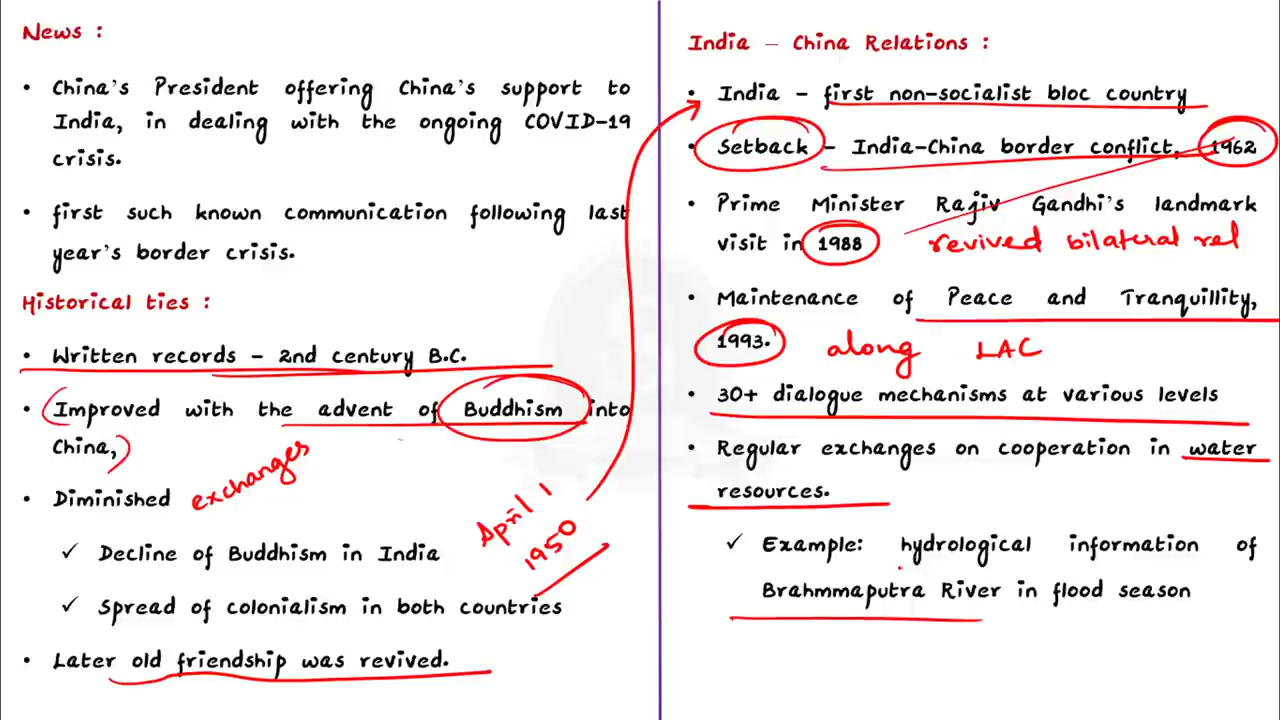 News :
• China's President offering China's support to
India, in dealing with the ongoing COVID-19
crisis.
• first such known communication following last
year's border crisis.
Historical ties :
• Written records - 2nd century B.C.
• (Improved with the advent of Buddhism into
China,)
• Diminished exchanges
✓ Decline of Buddhism in India
April 1
1950
✓ Spread of colonialism in both countries
• Later old friendship was revived.
India – China Relations :
• India - first non-socialist bloc country
• Setback - India-China border conflict, 1962
• Prime Minister Rajiv Gandhi's landmark
visit in 1988 revived bilateral rel
• Maintenance of Peace and Tranquillity,
1993. along LAC
• 30+ dialogue mechanisms at various levels
• Regular exchanges on cooperation in water
resources.
✓ Example: hydrological information of
Brahmmaputra River in flood season